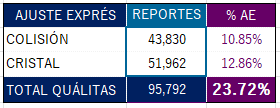 AJUSTE EXPRÉS REPORTES % AE
COLISIÓN 43,830 10.85%
CRISTAL 51,962 12.86%
TOTAL QUÁLITAS 95,792 23.72%